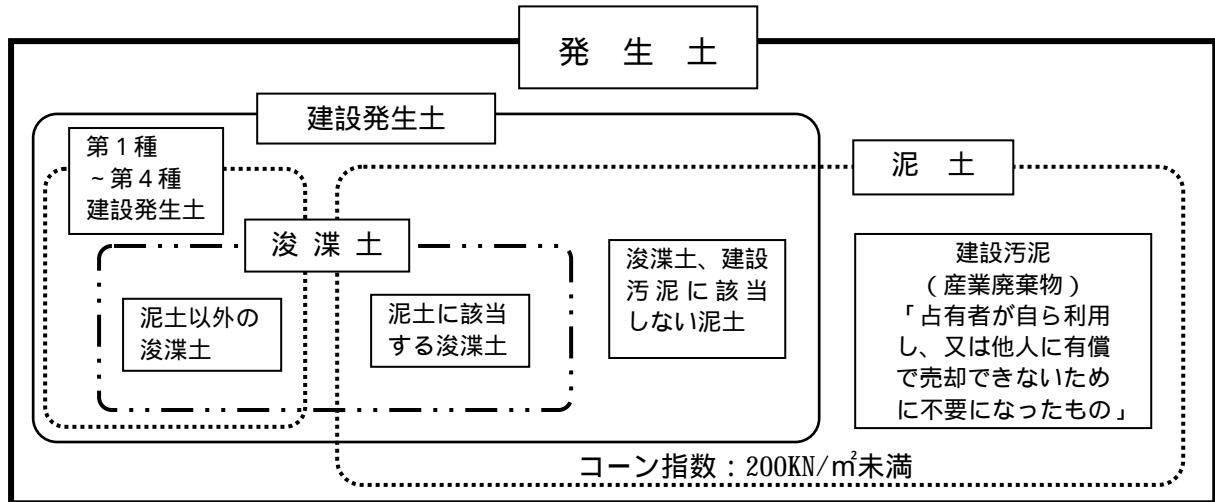 発 生 土
建設発生土
第1種
~第4種
建設発生土
泥 土
浚 渫 土
泥土以外の
浚渫土
泥土に該当
する浚渫土
浚渫土、建設
汚泥に該当
しない泥土
建設汚泥
(産業廃棄物)
「占有者が自ら利用
し、又は他人に有償
で売却できないため
に不要になったもの」
コーン指数:200KN/㎡未満